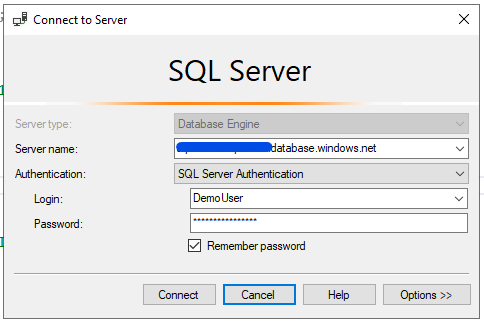 Connect to Server
SQL Server
Server type: Database Engine
Server name: database.windows.net
Authentication: SQL Server Authentication
Login: DemoUser
Password: ****************
Remember password
Connect Cancel Help Options >>